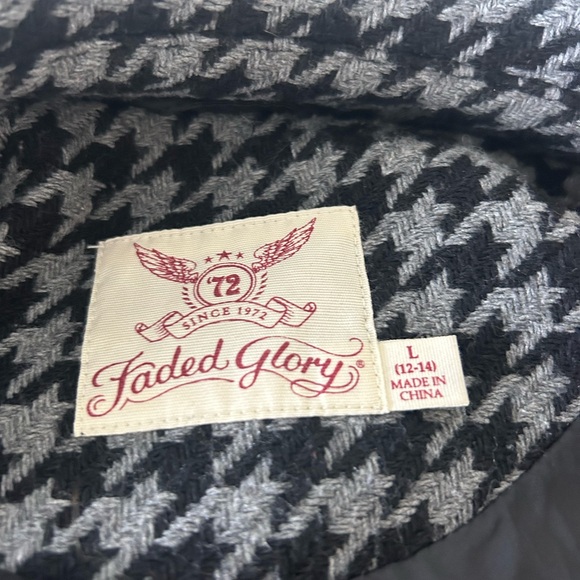 '72
SINCE 1972
Faded Glory®
L
(12-14)
MADE IN
CHINA